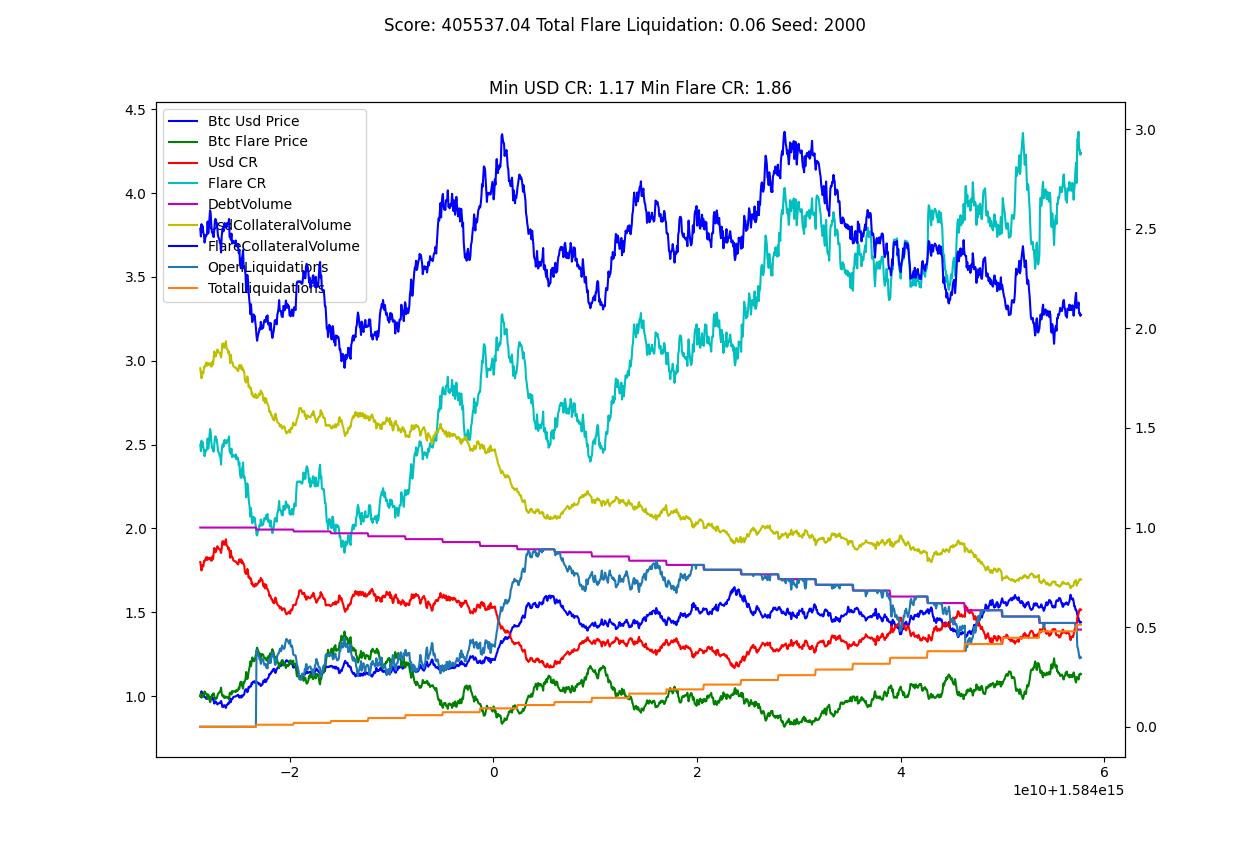 Score: 405537.04 Total Flare Liquidation: 0.06 Seed: 2000
Min USD CR: 1.17 Min Flare CR: 1.86
4.5
4.0
3.5
3.0
2.5
2.0
1.5
1.0
Btc Usd Price
Btc Flare Price
Usd CR
Flare CR
DebtVolume
UsdCollateralVolume
FlareCollateralVolume
OpenLiquidations
TotalLiquidations
3.0
2.5
2.0
1.5
1.0
0.5
0.0
−2 0 2 4 6
1e10+1.584e15